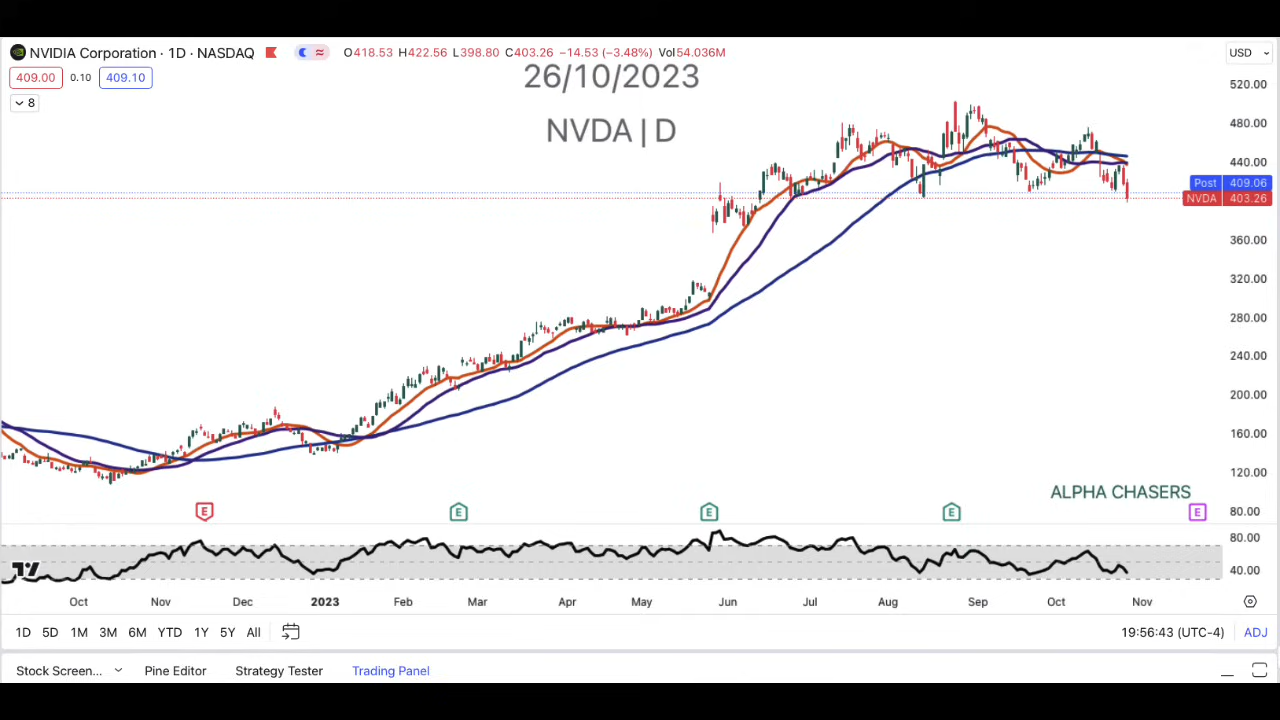 NVIDIA Corporation · 1D · NASDAQ O418.53 H422.56 L398.80 C403.26 −14.53 (−3.48%) Vol54.036M USD
409.00 0.10 409.10
8
26/10/2023
NVDA | D
520.00
480.00
440.00
Post 409.06
NVDA 403.26
360.00
320.00
280.00
240.00
200.00
160.00
120.00
80.00
ALPHA CHASERS
E E E E E
80.00
40.00
Oct Nov Dec 2023 Feb Mar Apr May Jun Jul Aug Sep Oct Nov
1D 5D 1M 3M 6M YTD 1Y 5Y All 19:56:43 (UTC-4) ADJ
Stock Screen... Pine Editor Strategy Tester Trading Panel